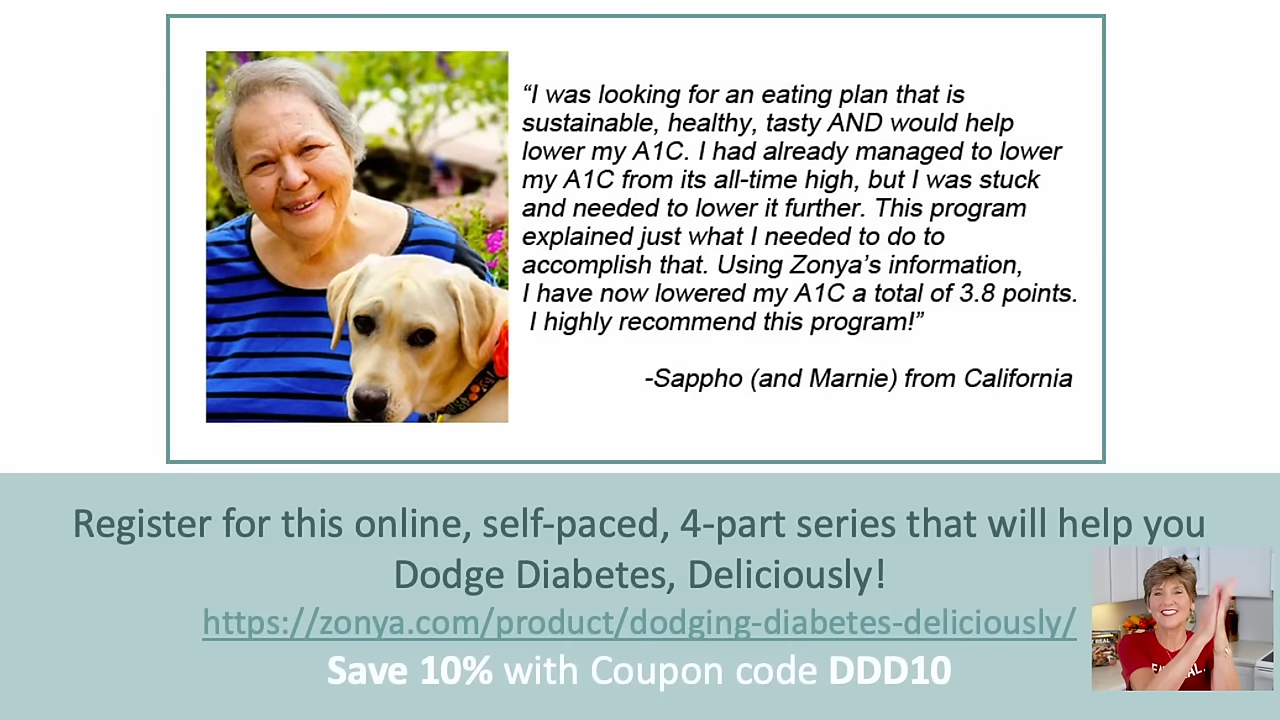 “I was looking for an eating plan that is
sustainable, healthy, tasty AND would help
lower my A1C. I had already managed to lower
my A1C from its all-time high, but I was stuck
and needed to lower it further. This program
explained just what I needed to do to
accomplish that. Using Zonya’s information,
I have now lowered my A1C a total of 3.8 points.
I highly recommend this program!”
-Sappho (and Marnie) from California
Register for this online, self-paced, 4-part series that will help you
Dodge Diabetes, Deliciously!
https://zonya.com/product/dodging-diabetes-deliciously/
Save 10% with Coupon code DDD10